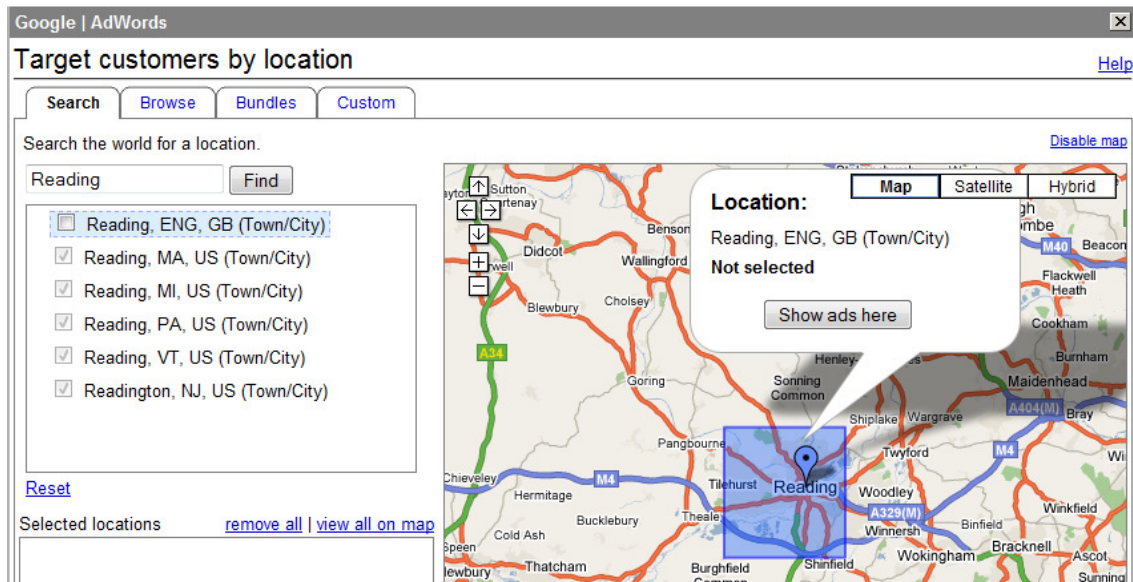 Google | AdWords
Target customers by location
Help
Search
Browse
Bundles
Custom
Search the world for a location.
Disable map
Reading
Find
Reading, ENG, GB (Town/City)
Reading, MA, US (Town/City)
Reading, MI, US (Town/City)
Reading, PA, US (Town/City)
Reading, VT, US (Town/City)
Readington, NJ, US (Town/City)
Reset
Selected locations
remove all | view all on map
Map
Satellite
Hybrid
Location:
Reading, ENG, GB (Town/City)
Not selected
Show ads here
Sutton
Courtenay
Benson
Didcot
Wallingford
M40
Beacon
Flackwell
Heath
Blewbury
Cholsey
Cookham
A34
Burnham
Goring
Sonning
Common
Maidenhead
A404(M)
Bray
Shiplake
Wargrave
Pangbourne
Twyford
M4
Chieveley
M4
Tilehurst
Reading
Woodley
Hermitage
Theale
A329(M)
Winkfield
Bucklebury
Winnersh
Binfield
Cold Ash
Bracknell
Ascot
Wokingham
Thatcham
Burghfield
Common
Shinfield
Sunning